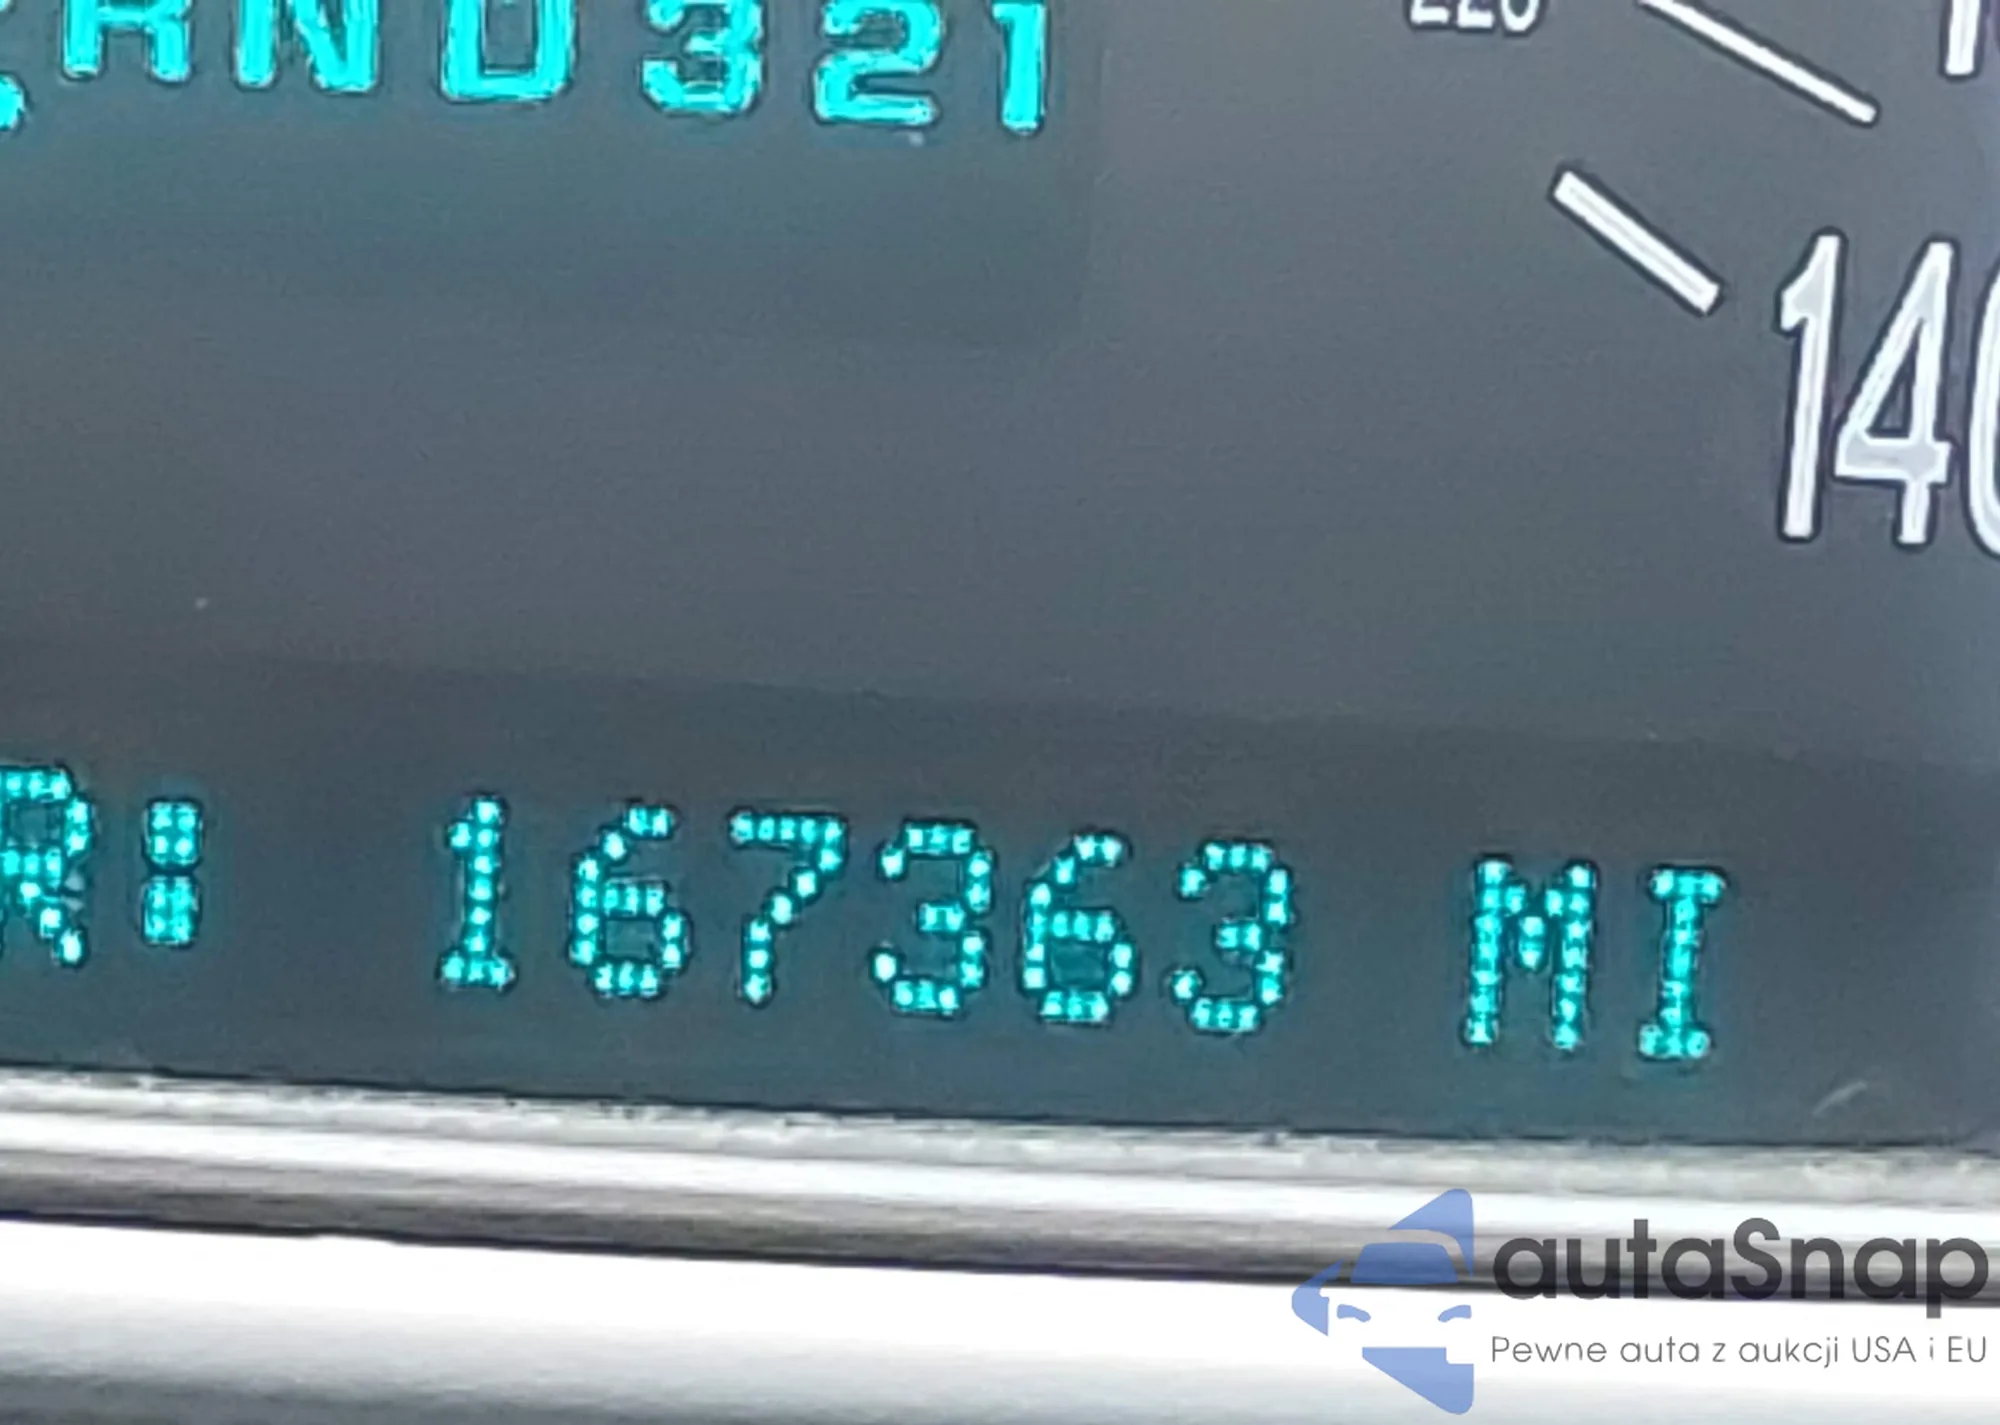 RND321
220
140
R: 167363 MI
autaSnap
Pewne auta z aukcji USA i EU